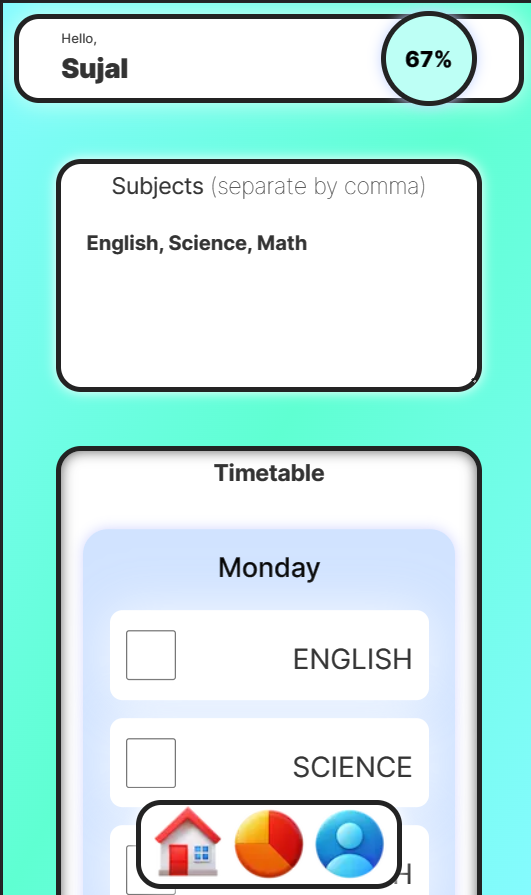 Hello,
Sujal
67%
Subjects (separate by comma)
English, Science, Math
Timetable
Monday
ENGLISH
SCIENCE